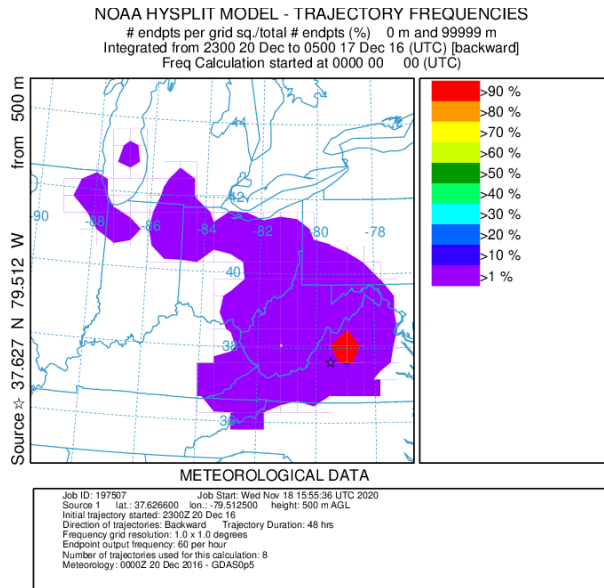 NOAA HYSPLIT MODEL - TRAJECTORY FREQUENCIES
# endpts per grid sq./total # endpts (%) 0 m and 99999 m
Integrated from 2300 20 Dec to 0500 17 Dec 16 (UTC) [backward]
Freq Calculation started at 0000 00 00 (UTC)
Source ☆ 37.627 N 79.512 W from 500 m
44
42
-90
-88
-86
-84
-82
-80
-78
40
38
36
>90 %
>80 %
>70 %
>60 %
>50 %
>40 %
>30 %
>20 %
>10 %
>1 %
METEOROLOGICAL DATA
Job ID: 197507 Job Start: Wed Nov 18 15:55:36 UTC 2020
Source 1 lat.: 37.626600 lon.: -79.512500 height: 500 m AGL
Initial trajectory started: 2300Z 20 Dec 16
Direction of trajectories: Backward Trajectory Duration: 48 hrs
Frequency grid resolution: 1.0 x 1.0 degrees
Endpoint output frequency: 60 per hour
Number of trajectories used for this calculation: 8
Meteorology: 0000Z 20 Dec 2016 - GDAS0p5